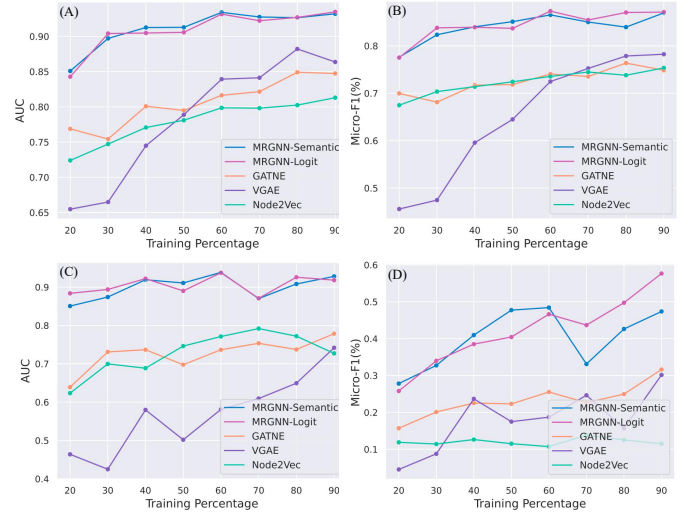 (A)
AUC
0.90
0.85
0.80
0.75
0.70
0.65
MRGNN-Semantic
MRGNN-Logit
GATNE
VGAE
Node2Vec
20 30 40 50 60 70 80 90
Training Percentage
(B)
Micro-F1(%)
0.8
0.7
0.6
0.5
MRGNN-Semantic
MRGNN-Logit
GATNE
VGAE
Node2Vec
20 30 40 50 60 70 80 90
Training Percentage
(C)
AUC
0.9
0.8
0.7
0.6
0.5
0.4
MRGNN-Semantic
MRGNN-Logit
GATNE
VGAE
Node2Vec
20 30 40 50 60 70 80 90
Training Percentage
(D)
Micro-F1(%)
0.6
0.5
0.4
0.3
0.2
0.1
MRGNN-Semantic
MRGNN-Logit
GATNE
VGAE
Node2Vec
20 30 40 50 60 70 80 90
Training Percentage